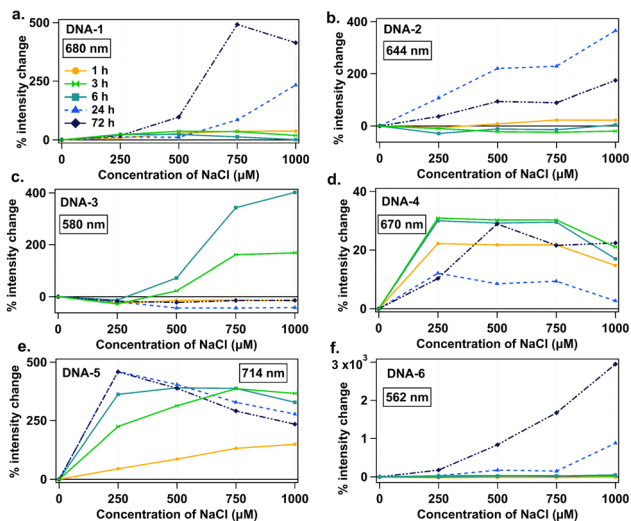 a.
DNA-1
680 nm
1 h
3 h
6 h
24 h
72 h
% intensity change
500
250
0
0 250 500 750 1000
Concentration of NaCl (µM)
b.
DNA-2
644 nm
% intensity change
400
200
0
0 250 500 750 1000
Concentration of NaCl (µM)
c.
DNA-3
580 nm
% intensity change
400
200
0
0 250 500 750 1000
Concentration of NaCl (µM)
d.
DNA-4
670 nm
% intensity change
40
20
0
0 250 500 750 1000
Concentration of NaCl (µM)
e.
DNA-5
714 nm
% intensity change
500
250
0
0 250 500 750 1000
Concentration of NaCl (µM)
f.
DNA-6
562 nm
% intensity change
3 x10³
2
1
0
0 250 500 750 1000
Concentration of NaCl (µM)